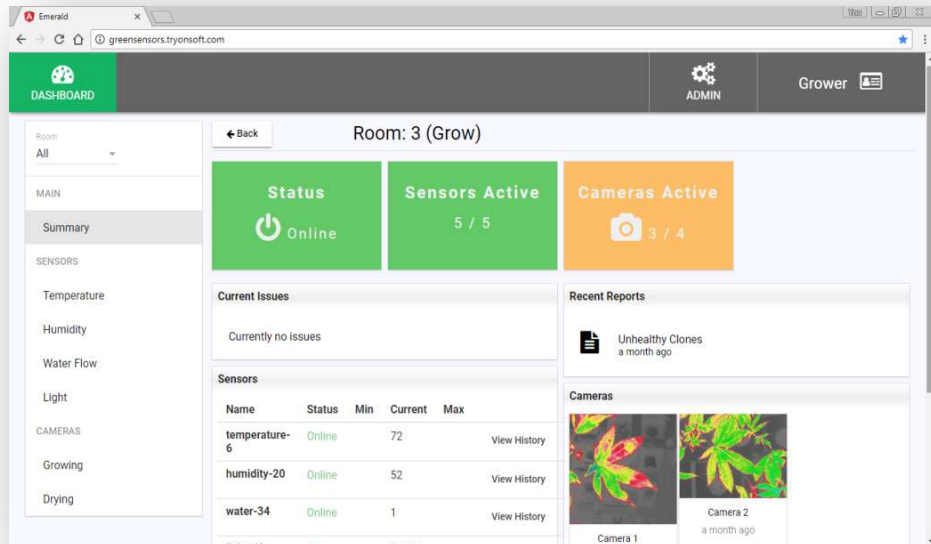 Emerald
greensensors.tryonsoft.com
DASHBOARD
ADMIN
Grower
Room
All
MAIN
Summary
SENSORS
Temperature
Humidity
Water Flow
Light
CAMERAS
Growing
Drying
Back
Room: 3 (Grow)
Status
Online
Sensors Active
5 / 5
Cameras Active
3 / 4
Current Issues
Currently no issues
Sensors
Name Status Min Current Max
temperature-
6 Online 72 View History
humidity-20 Online 52 View History
water-34 Online 1 View History
Recent Reports
Unhealthy Clones
a month ago
Cameras
Camera 1
Camera 2
a month ago